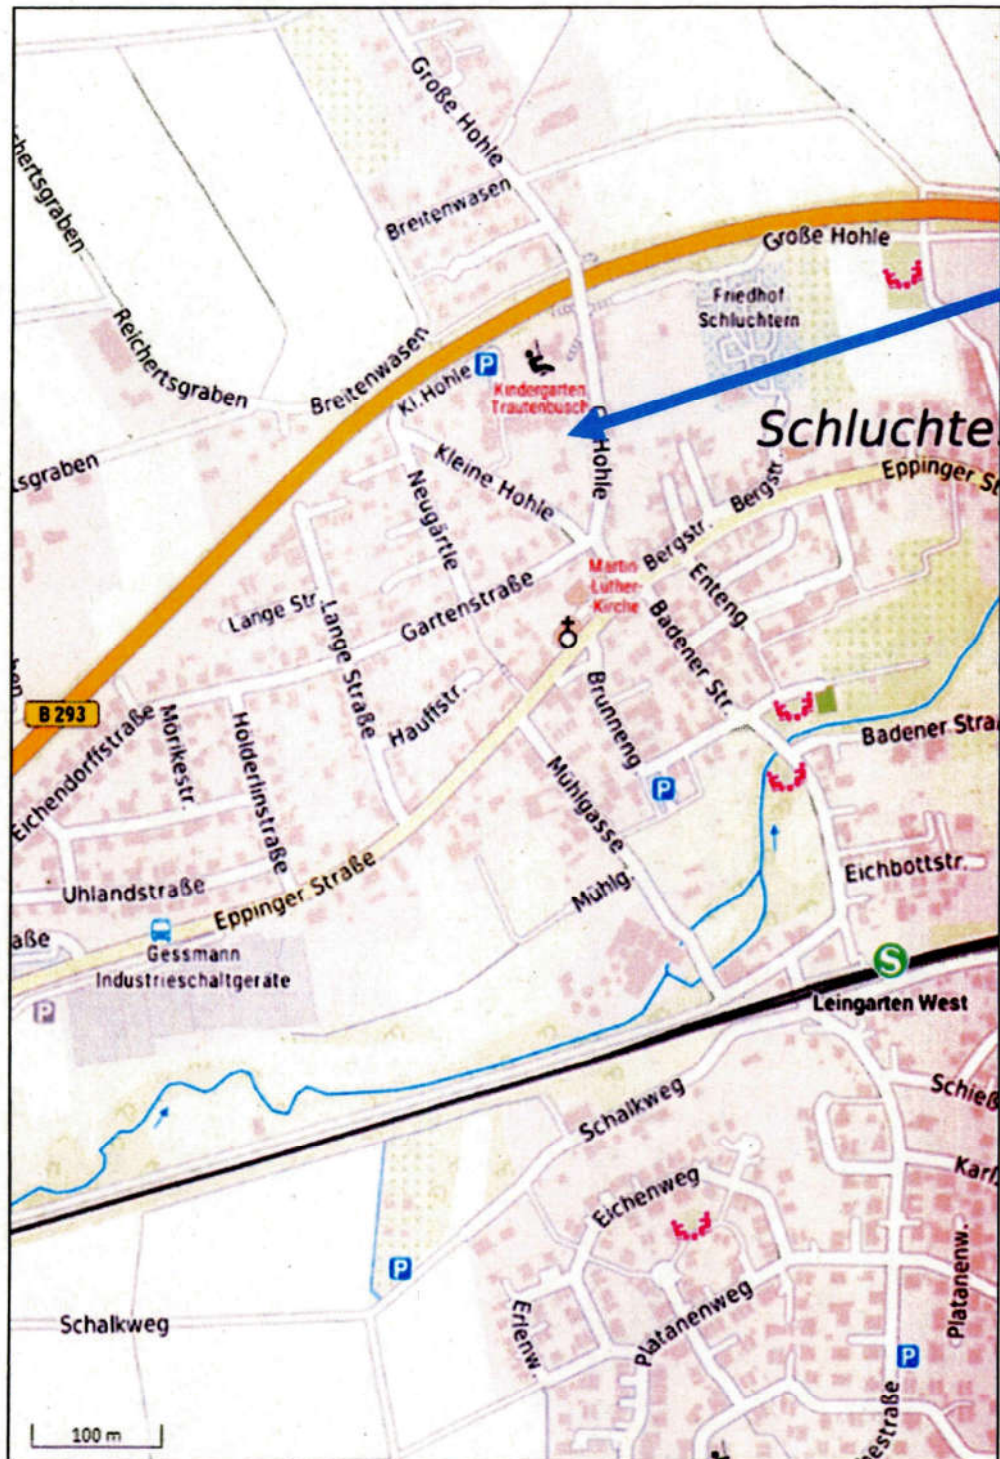 Große Hohle
Breitenwasen
Große Hohle
Friedhof
Schluchtern
Reichertsgraben
Breitenwasen
Kl. Hohle
P
Kindergarten
Trautenbusch
Hohle
Schluchte
Eppinger St
Bergstr.
Bergstr.
Kleine Hohle
Neugärtle
Martin
Luther-
Kirche
Enteng.
Gartenstraße
Lange Str.
Lange Straße
Badener Str.
Hauffstr.
Brunneng
B 293
Eichendorffstraße
Mörikestr.
Hölderlinstraße
Badener Stra
P
Mühlgasse
Mühlg.
Eichbottstr.
Uhlandstraße
Eppinger Straße
aße
Gessmann
Industrieschaltgeräte
P
S
Leingarten West
Schalkweg
Schieß
Karl
Eichenweg
P
Platanenw.
Schalkweg
Erlenw.
Platanenweg
P
estraße
100 m